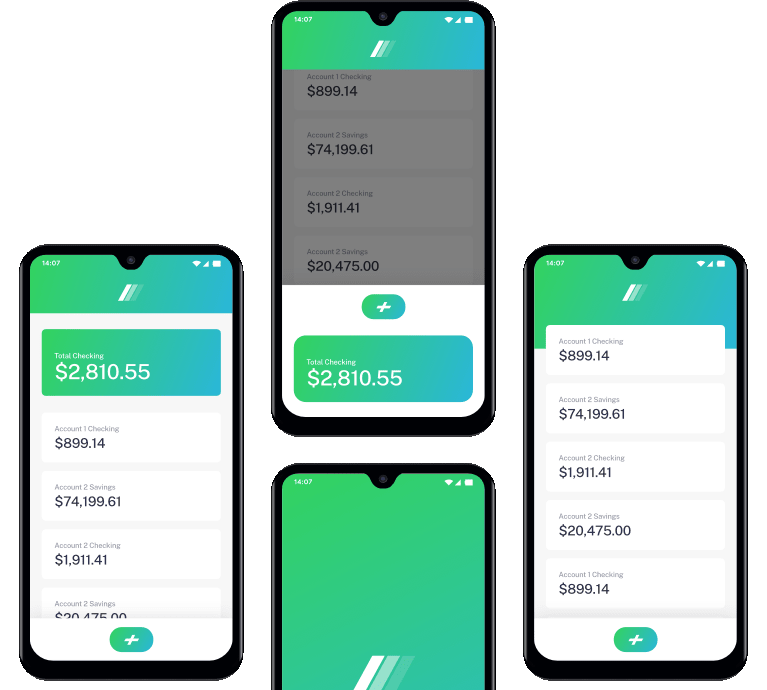 14:07
Account 1 Checking
$899.14
Account 2 Savings
$74,199.61
Account 2 Checking
$1,911.41
Account 2 Savings
$20,475.00
Total Checking
$2,810.55
14:07
Total Checking
$2,810.55
Account 1 Checking
$899.14
Account 2 Savings
$74,199.61
Account 2 Checking
$1,911.41
Account 2 Savings
$20,475.00
14:07
Account 1 Checking
$899.14
Account 2 Savings
$74,199.61
Account 2 Checking
$1,911.41
Account 2 Savings
$20,475.00
Account 1 Checking
$899.14
14:07